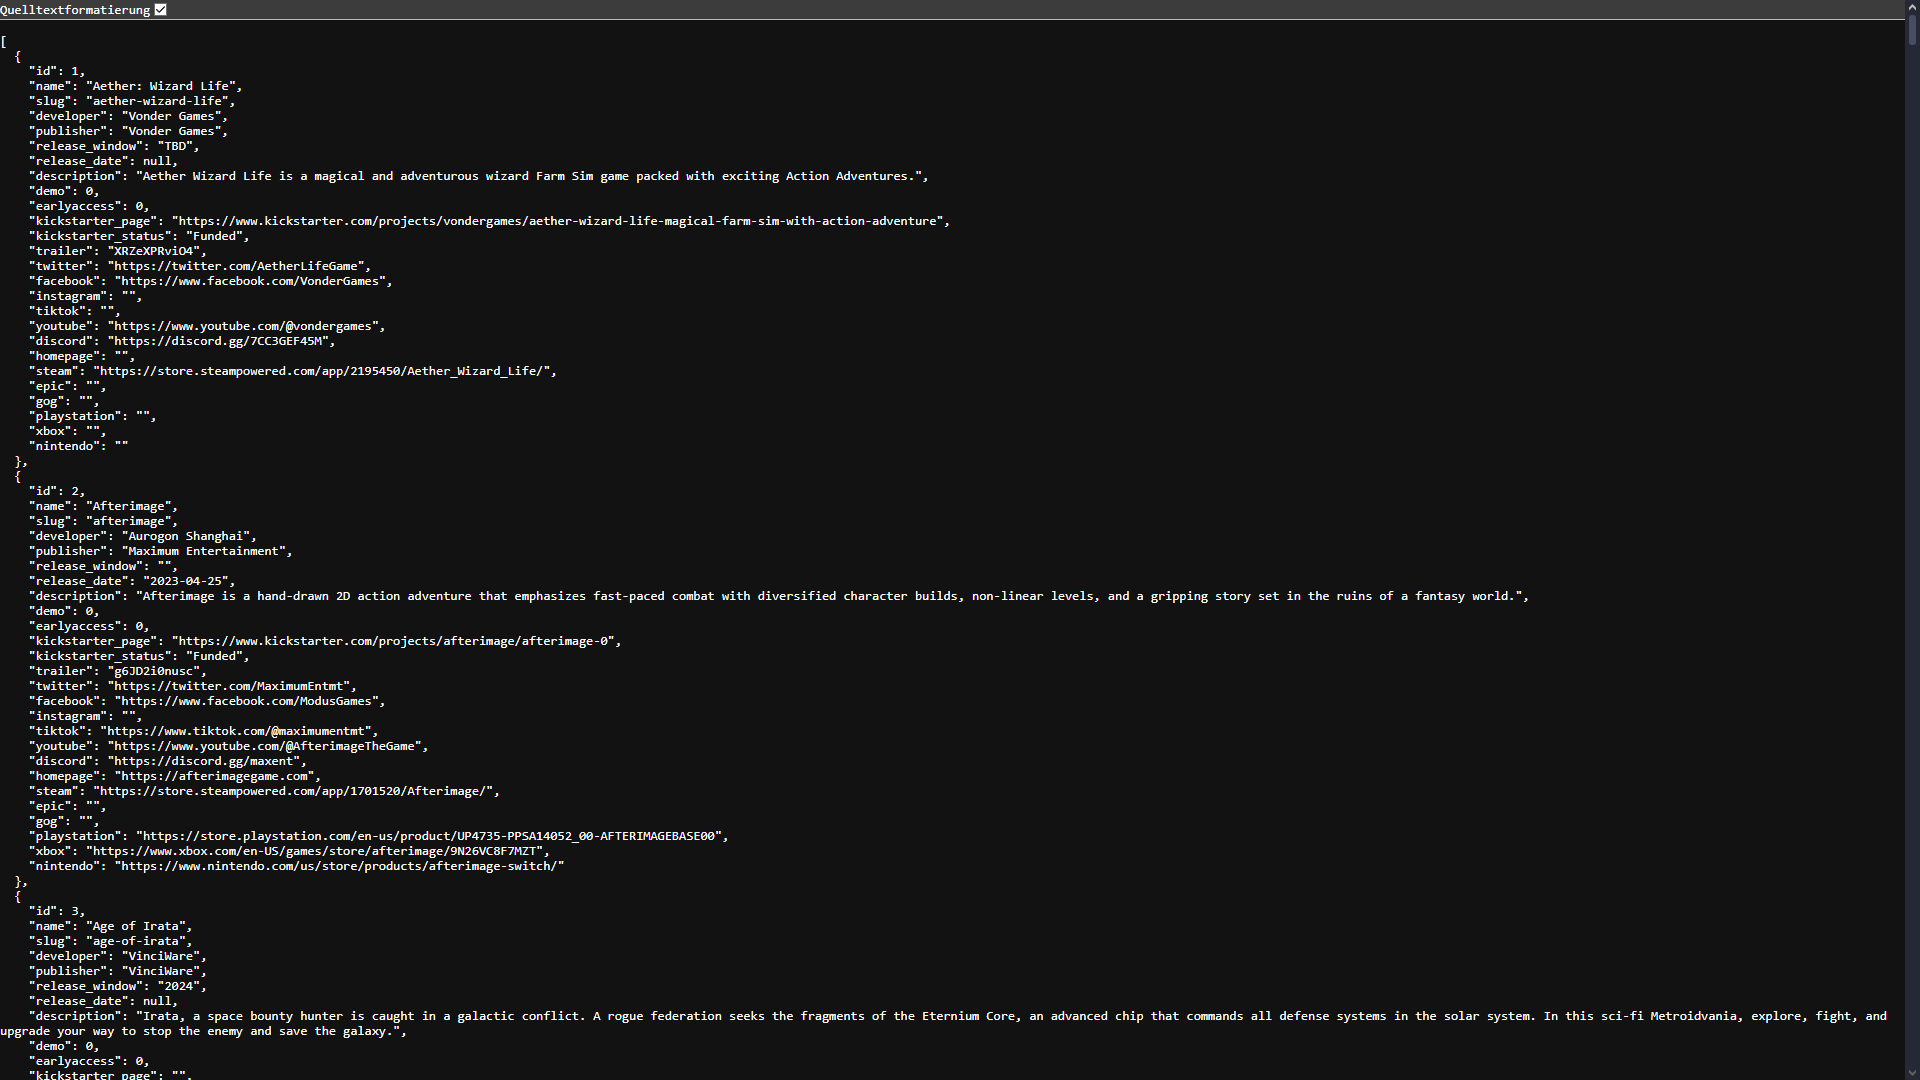 Quelltextformatierung
[
  {
    "id": 1,
    "name": "Aether: Wizard Life",
    "slug": "aether-wizard-life",
    "developer": "Vonder Games",
    "publisher": "Vonder Games",
    "release_window": "TBD",
    "release_date": null,
    "description": "Aether Wizard Life is a magical and adventurous wizard Farm Sim game packed with exciting Action Adventures.",
    "demo": 0,
    "earlyaccess": 0,
    "kickstarter_page": "https://www.kickstarter.com/projects/vondergames/aether-wizard-life-magical-farm-sim-with-action-adventure",
    "kickstarter_status": "Funded",
    "trailer": "XRZeXPRviO4",
    "twitter": "https://twitter.com/AetherLifeGame",
    "facebook": "https://www.facebook.com/VonderGames",
    "instagram": "",
    "tiktok": "",
    "youtube": "https://www.youtube.com/@vondergames",
    "discord": "https://discord.gg/7CC3GEF45M",
    "homepage": "",
    "steam": "https://store.steampowered.com/app/2195450/Aether_Wizard_Life/",
    "epic": "",
    "gog": "",
    "playstation": "",
    "xbox": "",
    "nintendo": ""
  },
  {
    "id": 2,
    "name": "Afterimage",
    "slug": "afterimage",
    "developer": "Aurogon Shanghai",
    "publisher": "Maximum Entertainment",
    "release_window": "",
    "release_date": "2023-04-25",
    "description": "Afterimage is a hand-drawn 2D action adventure that emphasizes fast-paced combat with diversified character builds, non-linear levels, and a gripping story set in the ruins of a fantasy world.",
    "demo": 0,
    "earlyaccess": 0,
    "kickstarter_page": "https://www.kickstarter.com/projects/afterimage/afterimage-0",
    "kickstarter_status": "Funded",
    "trailer": "g6JD2i0nusc",
    "twitter": "https://twitter.com/MaximumEntmt",
    "facebook": "https://www.facebook.com/ModusGames",
    "instagram": "",
    "tiktok": "https://www.tiktok.com/@maximumentmt",
    "youtube": "https://www.youtube.com/@AfterimageTheGame",
    "discord": "https://discord.gg/maxent",
    "homepage": "https://afterimagegame.com",
    "steam": "https://store.steampowered.com/app/1701520/Afterimage/",
    "epic": "",
    "gog": "",
    "playstation": "https://store.playstation.com/en-us/product/UP4735-PPSA14052_00-AFTERIMAGEBASE00",
    "xbox": "https://www.xbox.com/en-US/games/store/afterimage/9N26VC8F7MZT",
    "nintendo": "https://www.nintendo.com/us/store/products/afterimage-switch/"
  },
  {
    "id": 3,
    "name": "Age of Irata",
    "slug": "age-of-irata",
    "developer": "VinciWare",
    "publisher": "VinciWare",
    "release_window": "2024",
    "release_date": null,
    "description": "Irata, a space bounty hunter is caught in a galactic conflict. A rogue federation seeks the fragments of the Eternium Core, an advanced chip that commands all defense systems in the solar system. In this sci-fi Metroidvania, explore, fight, and
upgrade your way to stop the enemy and save the galaxy.",
    "demo": 0,
    "earlyaccess": 0,
    "kickstarter_page": "",